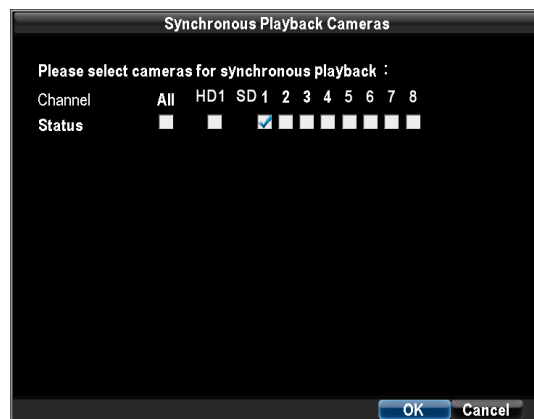 Synchronous Playback Cameras
Please select cameras for synchronous playback :
Channel All HD1 SD 1 2 3 4 5 6 7 8
Status
OK Cancel